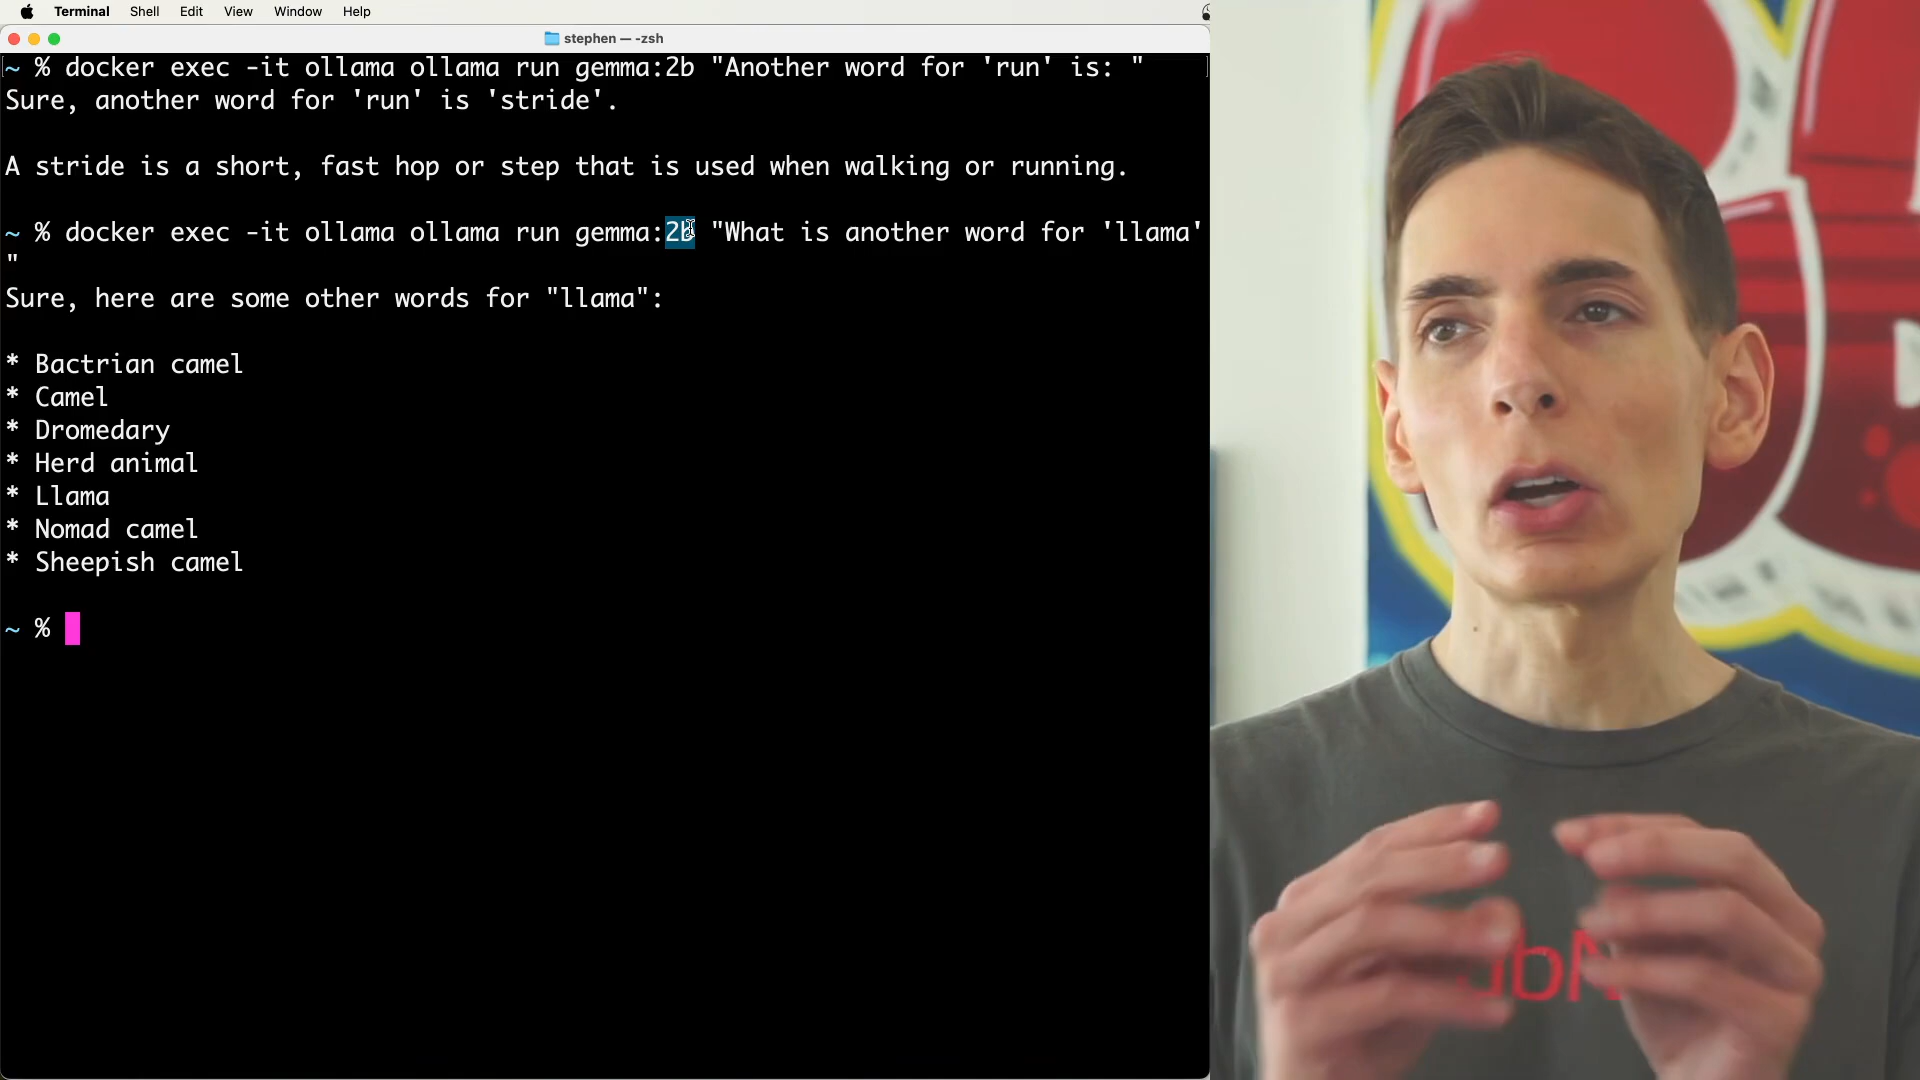 Terminal Shell Edit View Window Help
stephen — -zsh
~ % docker exec -it ollama ollama run gemma:2b "Another word for 'run' is: "
Sure, another word for 'run' is 'stride'.
A stride is a short, fast hop or step that is used when walking or running.
~ % docker exec -it ollama ollama run gemma:2b "What is another word for 'llama'
"
Sure, here are some other words for "llama":
* Bactrian camel
* Camel
* Dromedary
* Herd animal
* Llama
* Nomad camel
* Sheepish camel
~ %